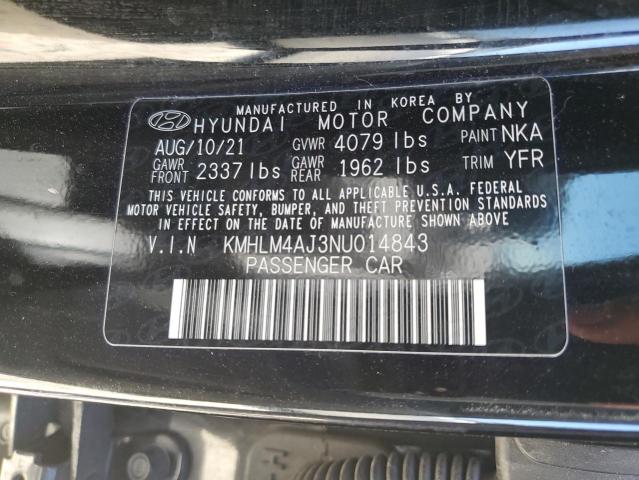 MANUFACTURED IN KOREA BY
HYUNDAI MOTOR COMPANY
AUG/10/21 GVWR 4079 lbs PAINT NKA
GAWR FRONT 2337 lbs GAWR REAR 1962 lbs TRIM YFR
THIS VEHICLE CONFORMS TO ALL APPLICABLE U.S.A. FEDERAL
MOTOR VEHICLE SAFETY, BUMPER, AND THEFT PREVENTION STANDARDS
IN EFFECT ON THE DATE OF MANUFACTURE SHOWN ABOVE
V.I.N KMHLM4AJ3NU014843
PASSENGER CAR